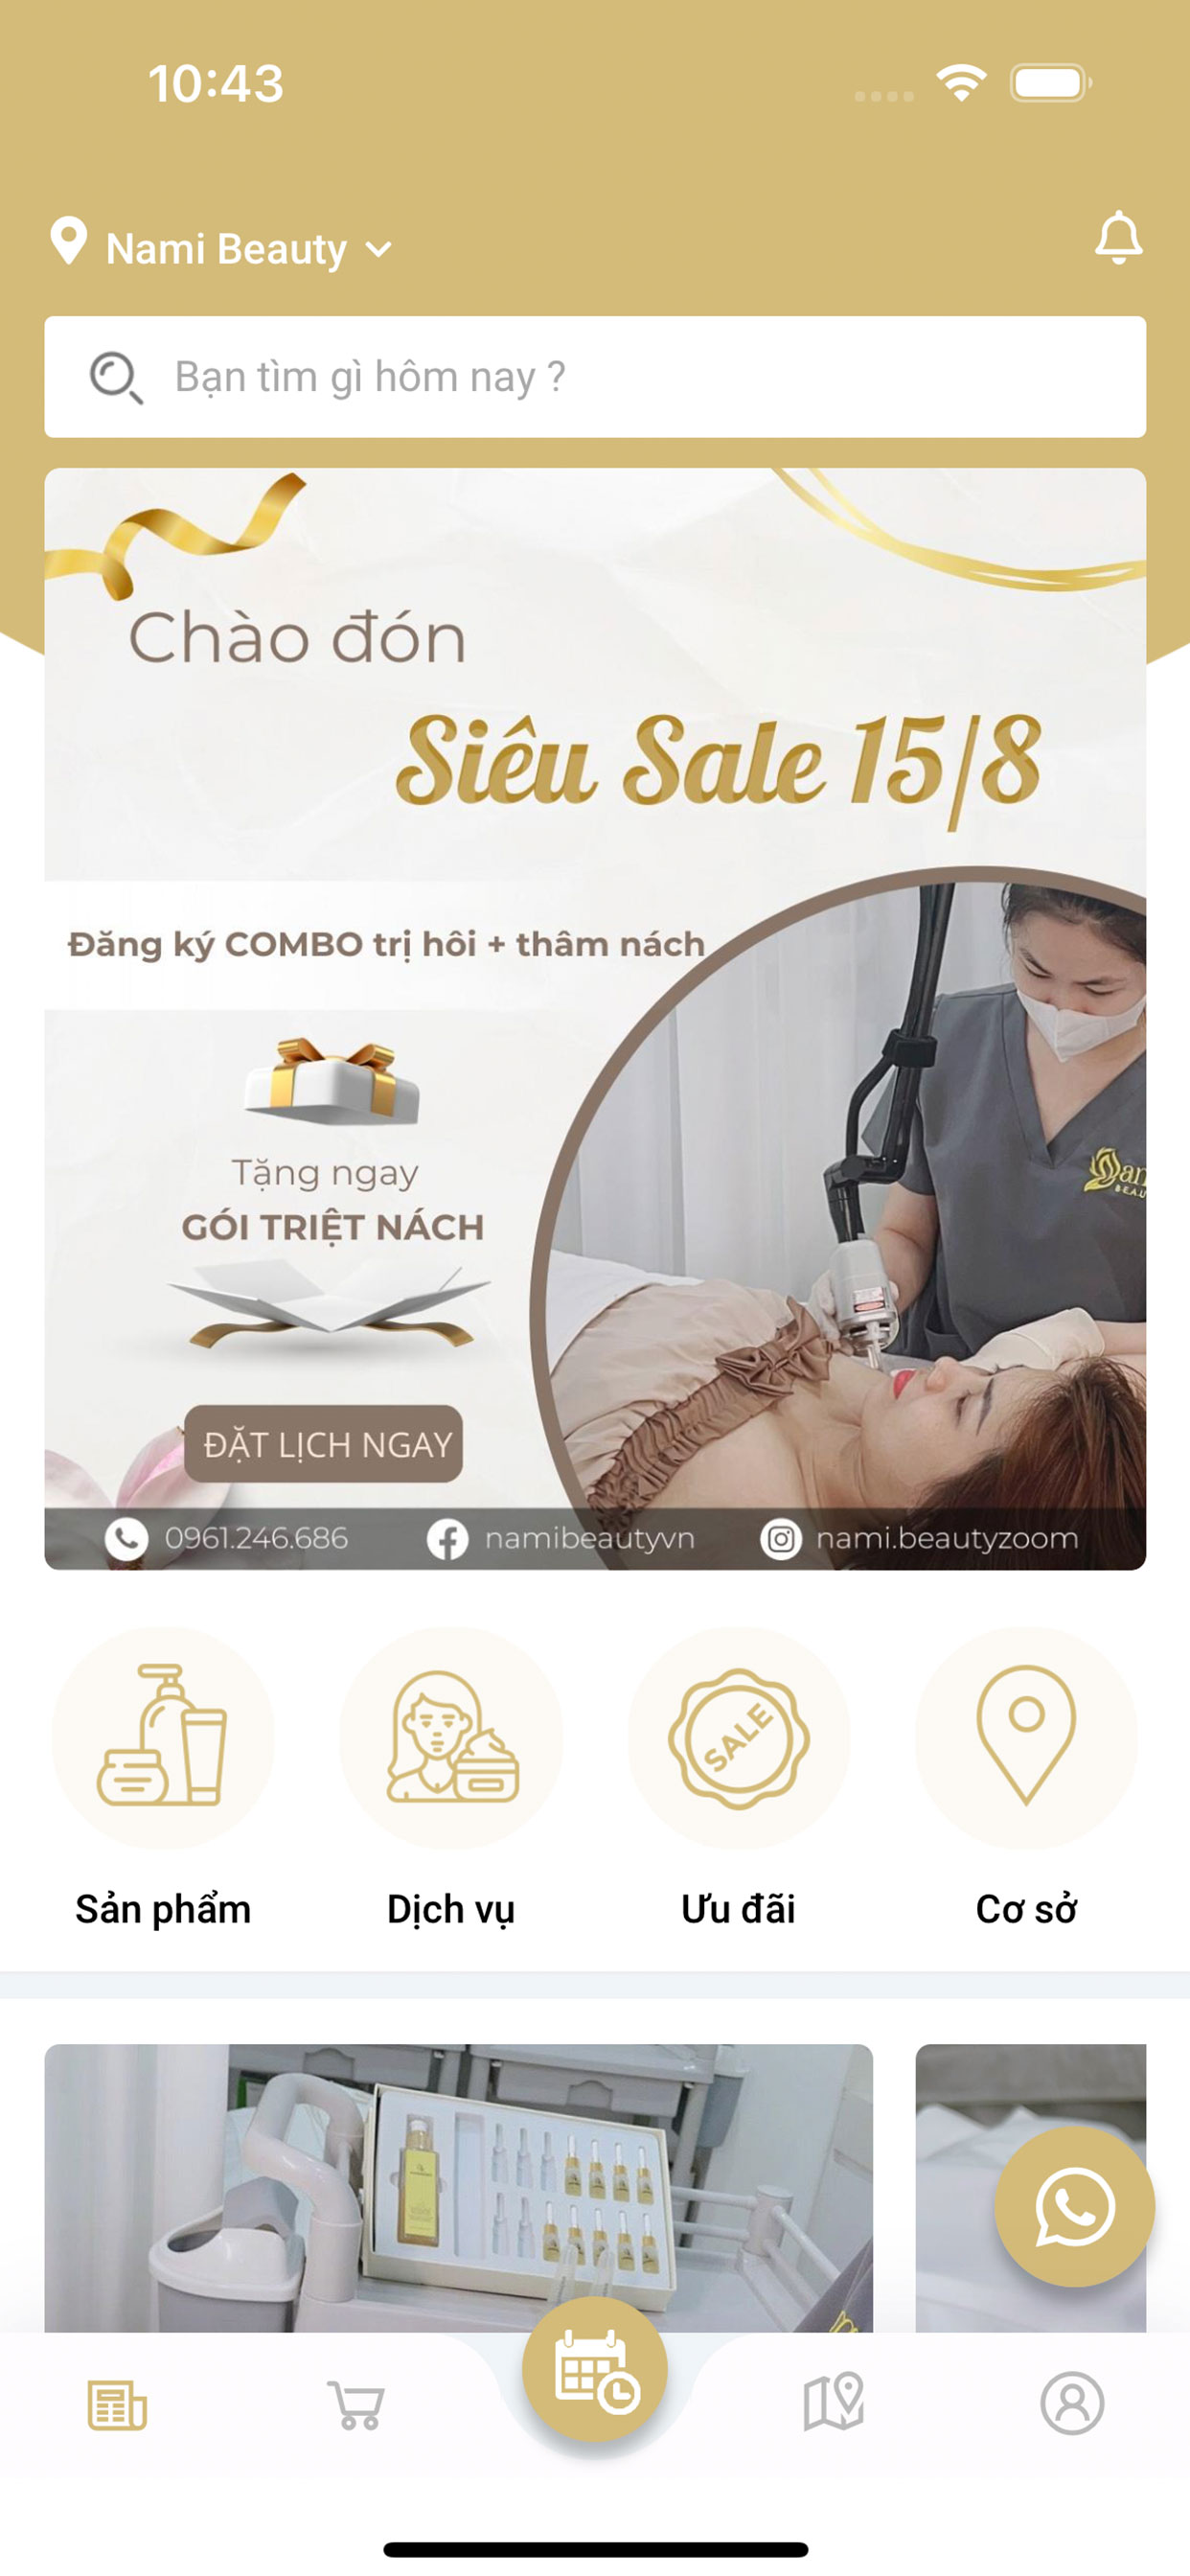 10:43
Nami Beauty
Bạn tìm gì hôm nay ?
Chào đón
Siêu Sale 15/8
Đăng ký COMBO trị hôi + thâm nách
Tặng ngay
GÓI TRIỆT NÁCH
ĐẶT LỊCH NGAY
0961.246.686 namibeautyvn nami.beautyzoom
SALE
Sản phẩm Dịch vụ Ưu đãi Cơ sở